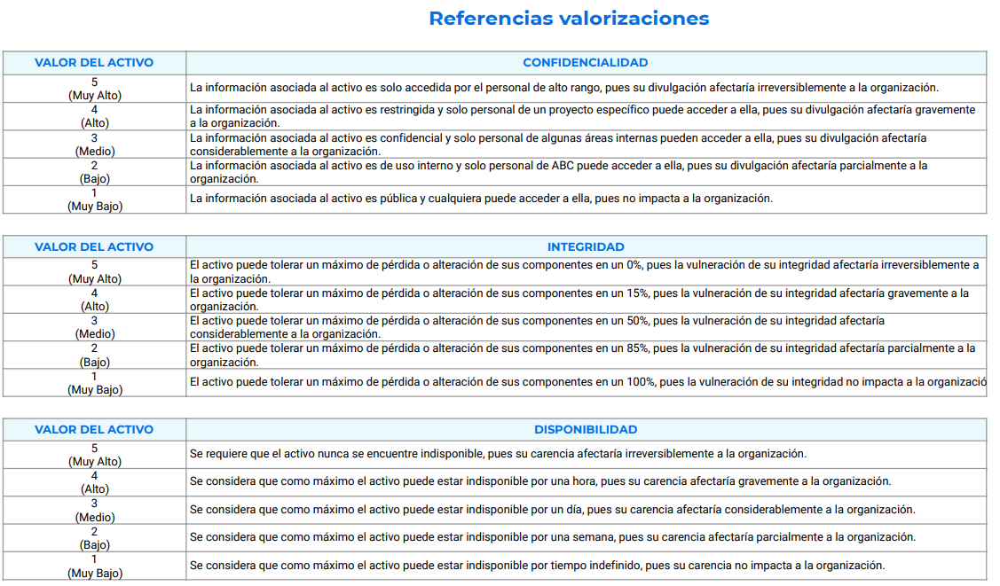 Referencias valorizaciones
VALOR DEL ACTIVO CONFIDENCIALIDAD
5
(Muy Alto)
La información asociada al activo es solo accedida por el personal de alto rango, pues su divulgación afectaría irreversiblemente a la organización.
4
(Alto)
La información asociada al activo es restringida y solo personal de un proyecto específico puede acceder a ella, pues su divulgación afectaría gravemente
a la organización.
3
(Medio)
La información asociada al activo es confidencial y solo personal de algunas áreas internas pueden acceder a ella, pues su divulgación afectaría
considerablemente a la organización.
2
(Bajo)
La información asociada al activo es de uso interno y solo personal de ABC puede acceder a ella, pues su divulgación afectaría parcialmente a la
organización.
1
(Muy Bajo)
La información asociada al activo es pública y cualquiera puede acceder a ella, pues no impacta a la organización.
VALOR DEL ACTIVO INTEGRIDAD
5
(Muy Alto)
El activo puede tolerar un máximo de pérdida o alteración de sus componentes en un 0%, pues la vulneración de su integridad afectaría irreversiblemente a
la organización.
4
(Alto)
El activo puede tolerar un máximo de pérdida o alteración de sus componentes en un 15%, pues la vulneración de su integridad afectaría gravemente a la
organización.
3
(Medio)
El activo puede tolerar un máximo de pérdida o alteración de sus componentes en un 50%, pues la vulneración de su integridad afectaría
considerablemente a la organización.
2
(Bajo)
El activo puede tolerar un máximo de pérdida o alteración de sus componentes en un 85%, pues la vulneración de su integridad afectaría parcialmente a la
organización.
1
(Muy Bajo)
El activo puede tolerar un máximo de pérdida o alteración de sus componentes en un 100%, pues la vulneración de su integridad no impacta a la organizació
VALOR DEL ACTIVO DISPONIBILIDAD
5
(Muy Alto)
Se requiere que el activo nunca se encuentre indisponible, pues su carencia afectaría irreversiblemente a la organización.
4
(Alto)
Se considera que como máximo el activo puede estar indisponible por una hora, pues su carencia afectaría gravemente a la organización.
3
(Medio)
Se considera que como máximo el activo puede estar indisponible por un día, pues su carencia afectaría considerablemente a la organización.
2
(Bajo)
Se considera que como máximo el activo puede estar indisponible por una semana, pues su carencia afectaría parcialmente a la organización.
1
(Muy Bajo)
Se considera que como máximo el activo puede estar indisponible por tiempo indefinido, pues su carencia no impacta a la organización.